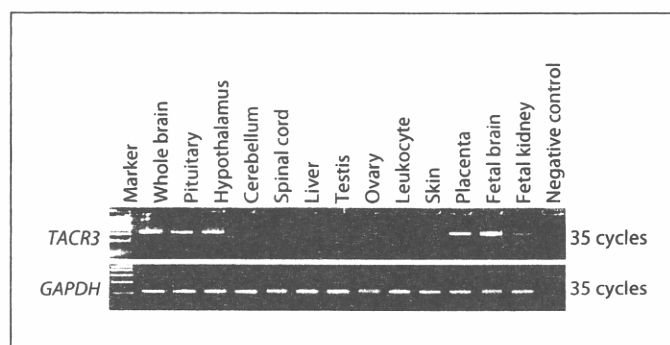 Marker
Whole brain
Pituitary
Hypothalamus
Cerebellum
Spinal cord
Liver
Testis
Ovary
Leukocyte
Skin
Placenta
Fetal brain
Fetal kidney
Negative control
TACR3 35 cycles
GAPDH 35 cycles